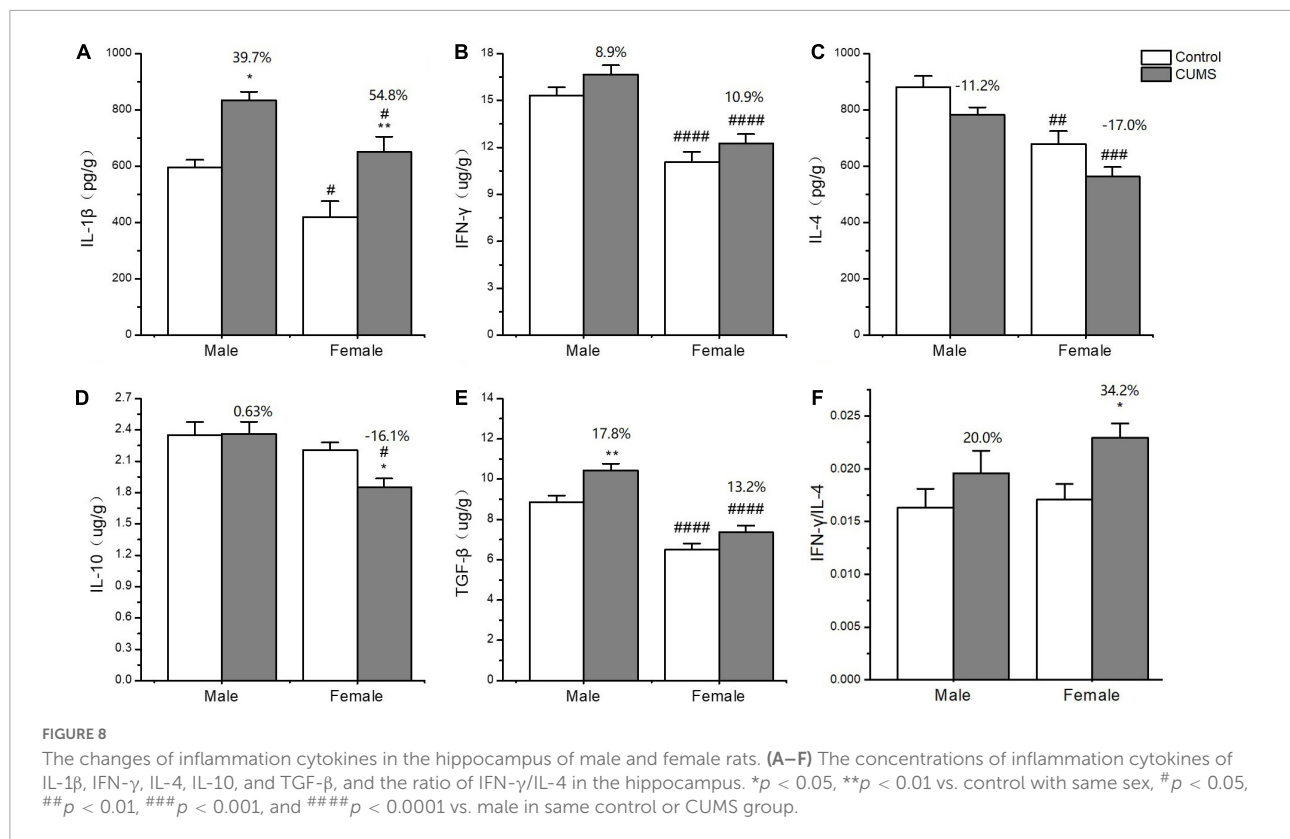 A
1000
800
600
400
200
0
IL-1β（pg/g）
39.7%
*
54.8%
#
**
#
Male Female
B
18
15
12
9
6
3
0
IFN-γ（ug/g）
8.9%
10.9%
#### ####
Male Female
C
1000
800
600
400
200
0
IL-4（pg/g）
-11.2%
##
-17.0%
###
Male Female
Control
CUMS
D
2.7
2.4
2.1
1.8
1.5
1.2
0.9
0.6
0.3
0.0
IL-10（ug/g）
0.63%
-16.1%
#
*
Male Female
E
14
12
10
8
6
4
2
0
TGF-β（ug/g）
17.8%
**
13.2%
#### ####
Male Female
F
0.025
0.020
0.015
0.010
0.005
0.000
IFN-γ/IL-4
20.0%
34.2%
*
Male Female
FIGURE 8
The changes of inflammation cytokines in the hippocampus of male and female rats. (A–F) The concentrations of inflammation cytokines of
IL-1β, IFN-γ, IL-4, IL-10, and TGF-β, and the ratio of IFN-γ/IL-4 in the hippocampus. *p < 0.05, **p < 0.01 vs. control with same sex, #p < 0.05,
##p < 0.01, ###p < 0.001, and ####p < 0.0001 vs. male in same control or CUMS group.